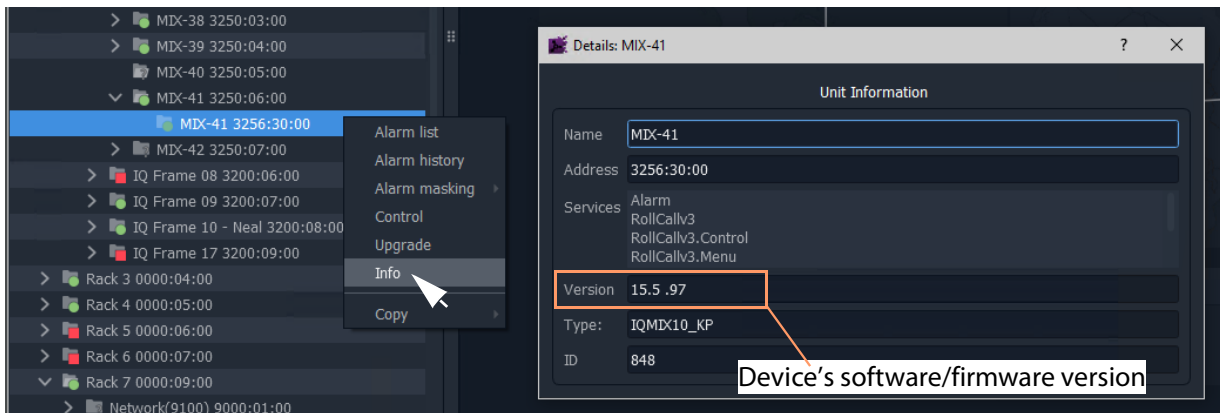 MIX-38 3250:03:00
MIX-39 3250:04:00
MIX-40 3250:05:00
MIX-41 3250:06:00
MIX-41 3256:30:00
MIX-42 3250:07:00
IQ Frame 08 3200:06:00
IQ Frame 09 3200:07:00
IQ Frame 10 - Neal 3200:08:00
IQ Frame 17 3200:09:00
Rack 3 0000:04:00
Rack 4 0000:05:00
Rack 5 0000:06:00
Rack 6 0000:07:00
Rack 7 0000:09:00
Network(9100) 9000:01:00
Alarm list
Alarm history
Alarm masking
Control
Upgrade
Info
Copy
Details: MIX-41
Unit Information
Name MIX-41
Address 3256:30:00
Services Alarm
RollCallv3
RollCallv3.Control
RollCallv3.Menu
Version 15.5 .97
Type: IQMIX10_KP
ID 848
Device’s software/firmware version